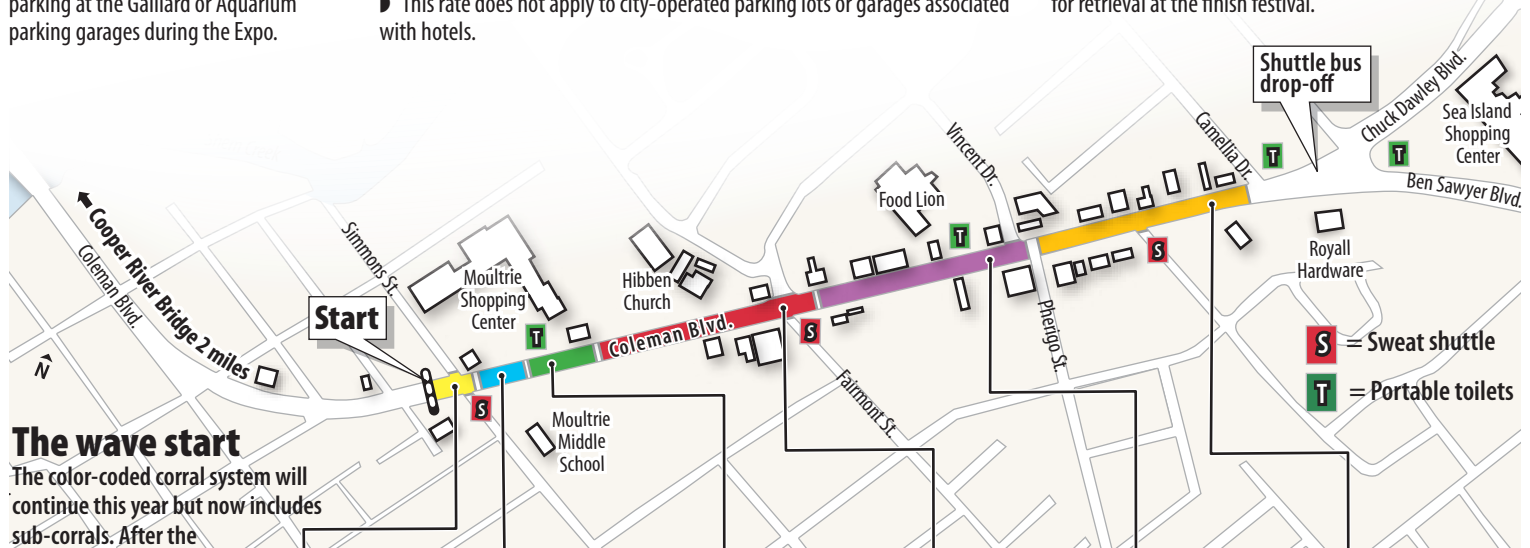 parking at the Gaillard or Aquarium
parking garages during the Expo.
◗ This rate does not apply to city-operated parking lots or garages associated
with hotels.
for retrieval at the finish festival.
Shuttle bus
drop-off
Chuck Dawley Blvd.
Sea Island
Shopping
Center
Camellia Dr.
T
T
Ben Sawyer Blvd.
Vincent Dr.
Food Lion
T
Royall
Hardware
S
Cooper River Bridge 2 miles
Coleman Blvd.
Simmons St.
Moultrie
Shopping
Center
Hibben
Church
Start
T
Coleman Blvd.
S
Pherigo St.
S = Sweat shuttle
T = Portable toilets
N
S
Fairmont St.
Moultrie
Middle
School
The wave start
The color-coded corral system will
continue this year but now includes
sub-corrals. After the